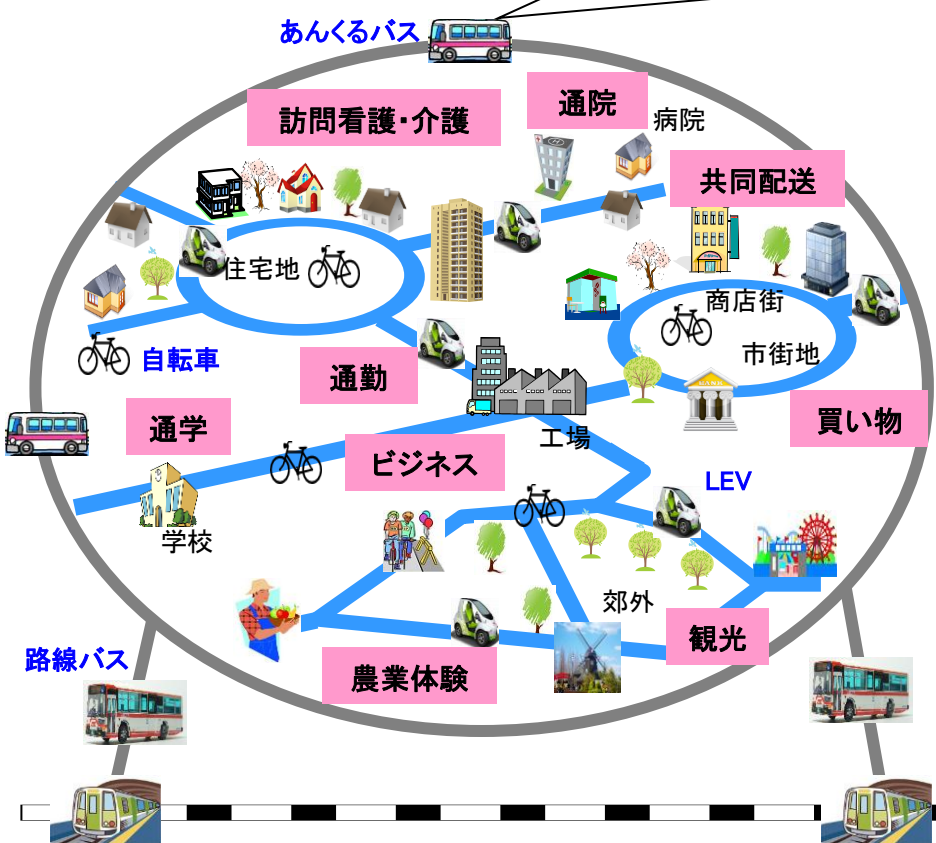 あんくるバス
訪問看護・介護
通院
病院
共同配送
住宅地
商店街
市街地
自転車
通勤
通学
買い物
工場
ビジネス
LEV
学校
郊外
観光
路線バス
農業体験
BANK